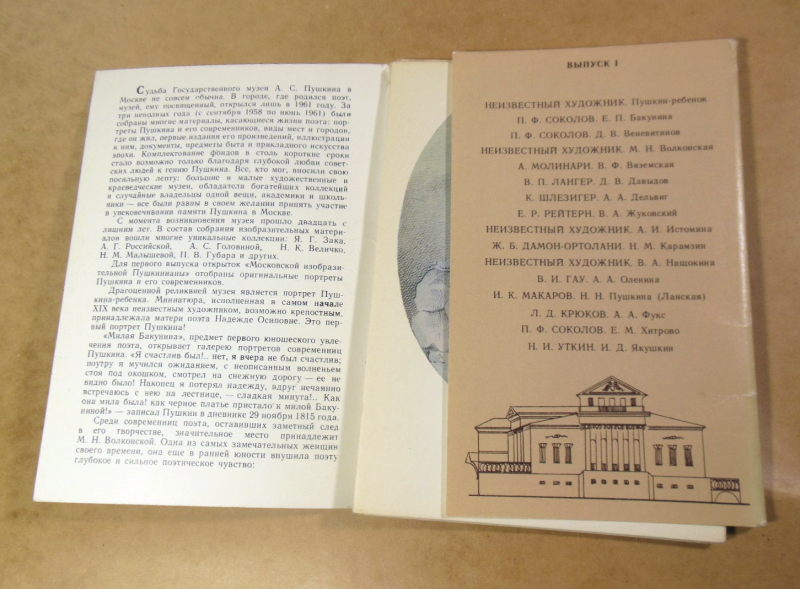 Судьба Государственного музея А. С. Пушкина в
Москве не совсем обычна. В городе, где родился поэт,
музей, ему посвященный, открылся лишь в 1961 году. За
три неполных года (с сентября 1958 по июнь 1961) были
собраны многие материалы, касающиеся жизни поэта: пор-
треты Пушкина и его современников, виды мест и городов,
где он жил, первые издания его произведений, иллюстрации
к ним, документы, предметы быта и прикладного искусства
эпохи. Комплектование фондов в столь короткие сроки
стало возможно только благодаря глубокой любви совет-
ских людей к гению Пушкина. Все, кто мог, вносили свою
посильную лепту: большие и малые художественные и
краеведческие музеи, обладатели богатейших коллекций
и случайные владельцы одной вещи, академики и школь-
ники — все были равны в своем желании принять участие
в увековечивании памяти Пушкина в Москве.
С момента возникновения музея прошло двадцать с
лишним лет. В состав собрания изобразительных матери-
алов вошли многие уникальные коллекции: Я. Г. Зака,
А. Г. Российской, А. С. Головиной, Н. К. Величко,
Н. М. Малышевой, П. В. Губара и других.
Для первого выпуска открыток «Московской изобрази-
тельной Пушкинианы» отобраны оригинальные портреты
Пушкина и его современников.
Драгоценной реликвией музея является портрет Пуш-
кина-ребенка. Миниатюра, исполненная в самом начале
XIX века неизвестным художником, возможно крепостным,
принадлежала матери поэта Надежде Осиповне. Это пер-
вый портрет Пушкина!
«Милая Бакунина», предмет первого юношеского увле-
чения поэта, открывает галерею портретов современниц
Пушкина. «Я счастлив был!.. нет, я вчера не был счастлив;
поутру я мучился ожиданием, с неописанным волненьем
стоя под окошком, смотрел на снежную дорогу — ее не
видно было! Наконец я потерял надежду, вдруг нечаянно
встречаюсь с нею на лестнице, — сладкая минута!.. Как
она мила была! как черное платье пристало к милой Баку-
ниной!» — записал Пушкин в дневнике 29 ноября 1815 года.
Среди современниц поэта, оставивших заметный след
в его творчестве, значительное место принадлежит
М. Н. Волконской. Одна из самых замечательных женщин
своего времени, она еще в ранней юности внушила поэту
глубокое и сильное поэтическое чувство:
ВЫПУСК I
НЕИЗВЕСТНЫЙ ХУДОЖНИК. Пушкин-ребенок
П. Ф. СОКОЛОВ. Е. П. Бакунина
П. Ф. СОКОЛОВ. Д. В. Веневитинов
НЕИЗВЕСТНЫЙ ХУДОЖНИК. М. Н. Волконская
А. МОЛИНАРИ. В. Ф. Вяземская
В. П. ЛАНГЕР. Д. В. Давыдов
К. ШЛЕЗИГЕР. А. А. Дельвиг
Е. Р. РЕЙТЕРН. В. А. Жуковский
НЕИЗВЕСТНЫЙ ХУДОЖНИК. А. И. Истомина
Ж. Б. ДАМОН-ОРТОЛАНИ. Н. М. Карамзин
НЕИЗВЕСТНЫЙ ХУДОЖНИК. В. А. Нащокина
В. И. ГАУ. А. А. Оленина
И. К. МАКАРОВ. Н. Н. Пушкина (Ланская)
Л. Д. КРЮКОВ. А. А. Фукс
П. Ф. СОКОЛОВ. Е. М. Хитрово
Н. И. УТКИН. И. Д. Якушкин